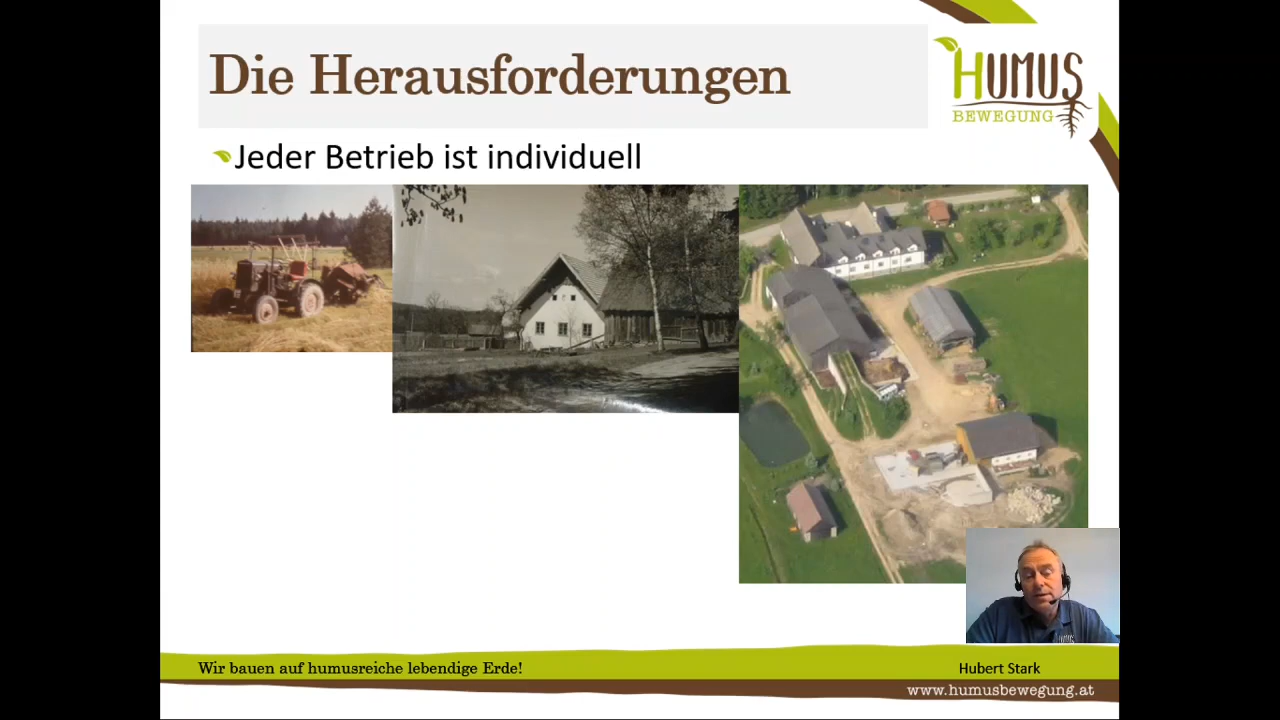 Die Herausforderungen
HUMUS
BEWEGUNG
Jeder Betrieb ist individuell
Wir bauen auf humusreiche lebendige Erde!
Hubert Stark
www.humusbewegung.at